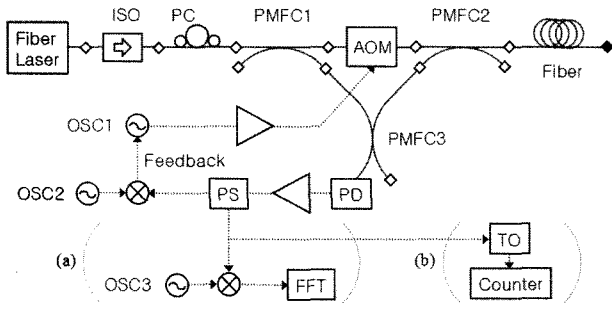 ISO
PC
PMFC1
PMFC2
Fiber
Laser
AOM
Fiber
OSC1
PMFC3
Feedback
OSC2
PS
PD
(a)
(b)
TO
OSC3
FFT
Counter